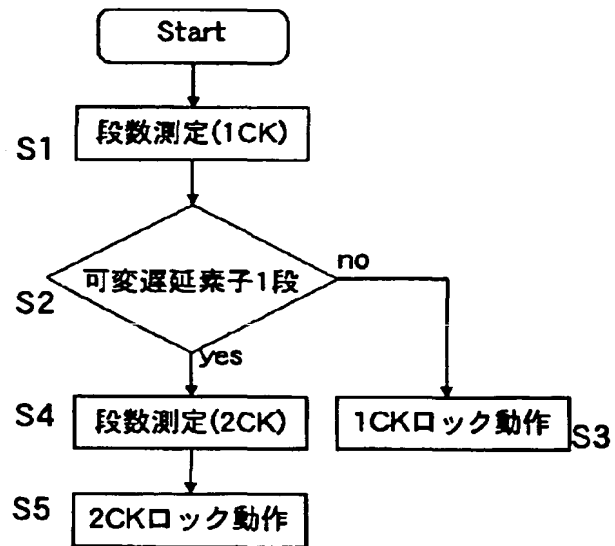 Start
S1
段数測定(1CK)
S2
可変遅延素子1段
no
yes
S4
段数測定(2CK)
1CKロック動作
S3
S5
2CKロック動作